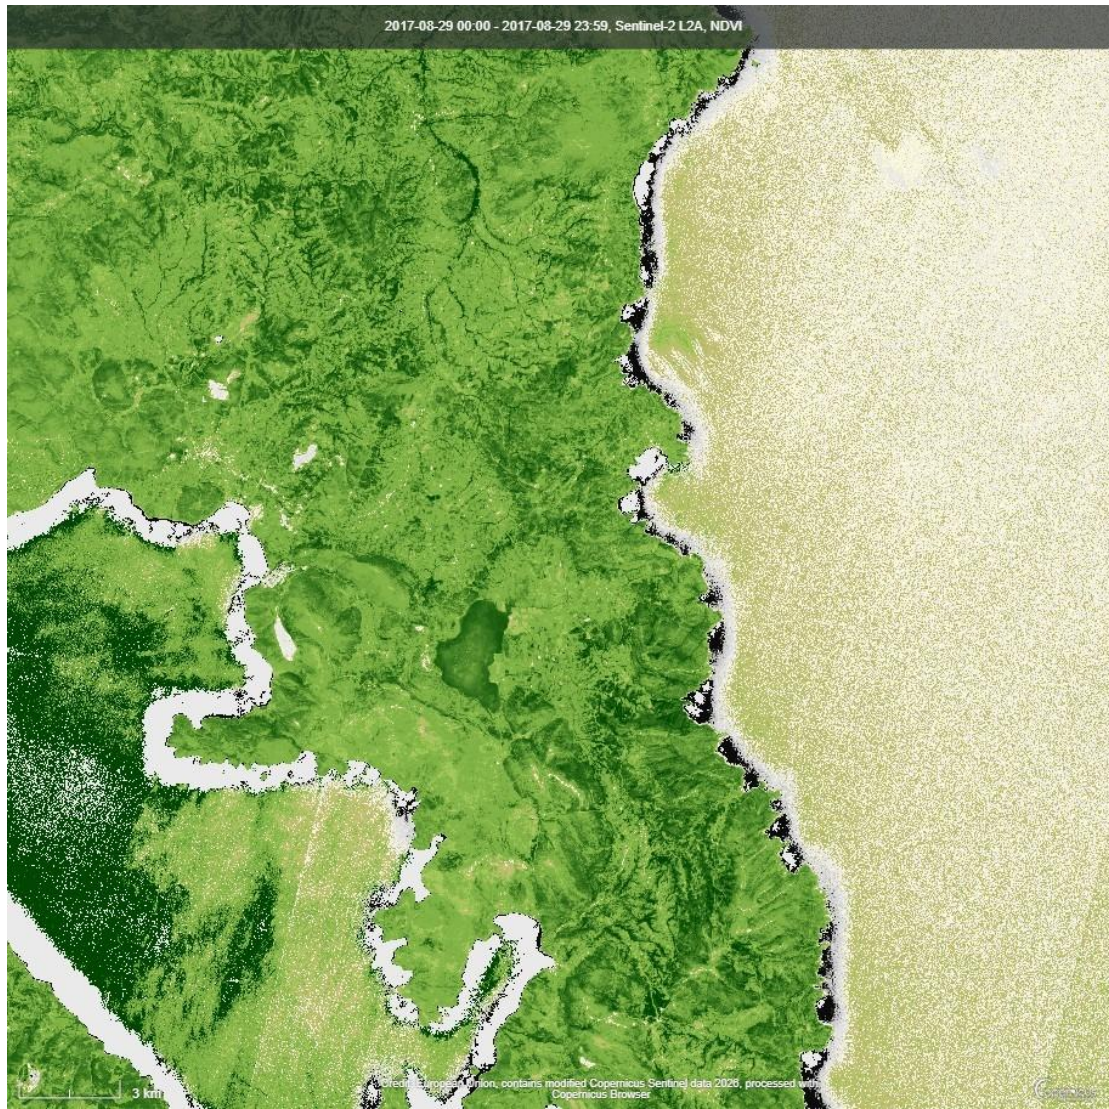 2017-08-29 00:00 - 2017-08-29 23:59, Sentinel-2 L2A, NDVI
3 km
Credit: European Union, contains modified Copernicus Sentinel data 2026, processed with
Copernicus Browser